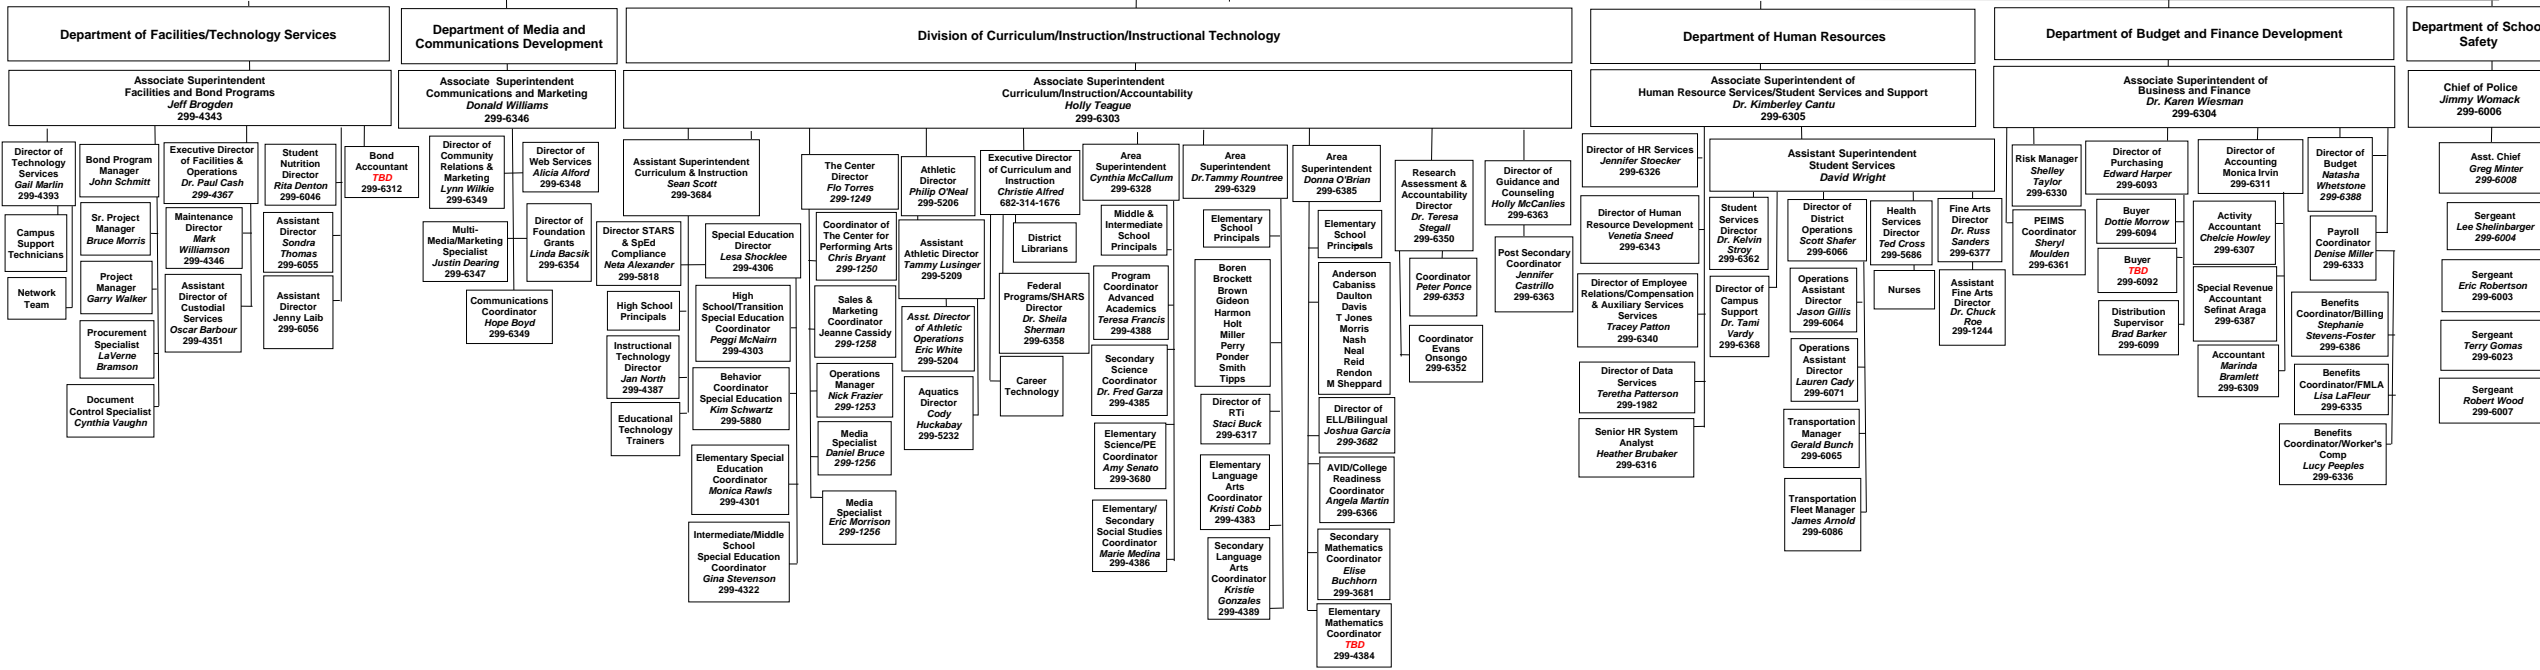 Department of Facilities/Technology Services
Associate Superintendent
Facilities and Bond Programs
Jeff Brogden
299-4343
Director of
Technology
Services
Gail Marlin
299-4393
Campus
Support
Technicians
Network
Team
Bond Program
Manager
John Schmitt
Sr. Project
Manager
Bruce Morris
Project
Manager
Garry Walker
Procurement
Specialist
LaVerne
Bramson
Document
Control Specialist
Cynthia Vaughn
Executive Director
of Facilities &
Operations
Dr. Paul Cash
299-4367
Maintenance
Director
Mark
Williamson
299-4346
Assistant
Director of
Custodial
Services
Oscar Barbour
299-4351
Student
Nutrition
Director
Rita Denton
299-6046
Assistant
Director
Sondra
Thomas
299-6055
Assistant
Director
Jenny Laib
299-6056
Bond
Accountant
TBD
299-6312
Department of Media and
Communications Development
Associate Superintendent
Communications and Marketing
Donald Williams
299-6346
Director of
Community
Relations &
Marketing
Lynn Wilkie
299-6349
Director of
Web Services
Alicia Alford
299-6348
Multi-
Media/Marketing
Specialist
Justin Dearing
299-6347
Director of
Foundation
Grants
Linda Bacsik
299-6354
Communications
Coordinator
Hope Boyd
299-6349
Division of Curriculum/Instruction/Instructional Technology
Associate Superintendent
Curriculum/Instruction/Accountability
Holly Teague
299-6303
Assistant Superintendent
Curriculum & Instruction
Sean Scott
299-3684
Director STARS
& SpEd
Compliance
Neta Alexander
299-5818
High School
Principals
Instructional
Technology
Director
Jan North
299-4387
Educational
Technology
Trainers
Special Education
Director
Lesa Shocklee
299-4306
High
School/Transition
Special Education
Coordinator
Peggi McNairn
299-4303
Behavior
Coordinator
Special Education
Kim Schwartz
299-5880
Elementary Special
Education
Coordinator
Monica Rawls
299-4301
Intermediate/Middle
School
Special Education
Coordinator
Gina Stevenson
299-4322
The Center
Director
Flo Torres
299-1249
Coordinator of
The Center for
Performing Arts
Chris Bryant
299-1250
Sales &
Marketing
Coordinator
Jeanne Cassidy
299-1258
Operations
Manager
Nick Frazier
299-1253
Media
Specialist
Daniel Bruce
299-1256
Media
Specialist
Eric Morrison
299-1256
Athletic
Director
Philip O'Neal
299-5206
Assistant
Athletic Director
Tammy Lusinger
299-5209
Asst. Director
of Athletic
Operations
Eric White
299-5204
Aquatics
Director
Cody
Huckabay
299-5232
Executive Director
of Curriculum and
Instruction
Christie Alfred
682-314-1676
District
Librarians
Federal
Programs/SHARS
Director
Dr. Sheila
Sherman
299-6358
Career
Technology
Area
Superintendent
Cynthia McCallum
299-6328
Middle &
Intermediate
School
Principals
Program
Coordinator
Advanced
Academics
Teresa Francis
299-4388
Secondary
Science
Coordinator
Dr. Fred Garza
299-4385
Elementary
Science/PE
Coordinator
Amy Senato
299-3680
Elementary/
Secondary
Social Studies
Coordinator
Marie Medina
299-4386
Area
Superintendent
Dr.Tammy Rountree
299-6329
Elementary
School
Principals
Boren
Brockett
Brown
Gideon
Harmon
Holt
Miller
Perry
Ponder
Smith
Tipps
Director of
RTi
Staci Buck
299-6317
Elementary
Language
Arts
Coordinator
Kristi Cobb
299-4383
Secondary
Language
Arts
Coordinator
Kristie
Gonzales
299-4389
Area
Superintendent
Donna O'Brian
299-6385
Elementary
School
Principals
Anderson
Cabaniss
Daulton
Davis
T Jones
Morris
Nash
Neal
Reid
Rendon
M Sheppard
Director of
ELL/Bilingual
Joshua Garcia
299-3682
AVID/College
Readiness
Coordinator
Angela Martin
299-6366
Secondary
Mathematics
Coordinator
Elise
Buchhorn
299-3681
Elementary
Mathematics
Coordinator
TBD
299-4384
Research
Assessment &
Accountability
Director
Dr. Teresa
Stegall
299-6350
Coordinator
Peter Ponce
299-6353
Coordinator
Evans
Onsongo
299-6352
Director of
Guidance and
Counseling
Holly McCanlies
299-6363
Post Secondary
Coordinator
Jennifer
Castrillo
299-6363
Department of Human Resources
Associate Superintendent of
Human Resource Services/Student Services and Support
Dr. Kimberley Cantu
299-6305
Director of HR Services
Jennifer Stoecker
299-6326
Director of Human
Resource Development
Venetia Sneed
299-6343
Director of Employee
Relations/Compensation
& Auxiliary Services
Services
Tracey Patton
299-6340
Director of Data
Services
Teretha Patterson
299-1982
Senior HR System
Analyst
Heather Brubaker
299-6316
Assistant Superintendent
Student Services
David Wright
Student
Services
Director
Dr. Kelvin
Stroy
299-6362
Director of
Campus
Support
Dr. Tami
Vardy
299-6368
Director of
District
Operations
Scott Shafer
299-6066
Operations
Assistant
Director
Jason Gillis
299-6064
Operations
Assistant
Director
Lauren Cady
299-6071
Transportation
Manager
Gerald Bunch
299-6065
Transportation
Fleet Manager
James Arnold
299-6086
Health
Services
Director
Ted Cross
299-5686
Nurses
Fine Arts
Director
Dr. Russ
Sanders
299-6377
Assistant
Fine Arts
Director
Dr. Chuck
Roe
299-1244
Department of Budget and Finance Development
Associate Superintendent of
Business and Finance
Dr. Karen Wiesman
299-6304
Risk Manager
Shelley
Taylor
299-6330
PEIMS
Coordinator
Sheryl
Moulden
299-6361
Director of
Purchasing
Edward Harper
299-6093
Buyer
Dottie Morrow
299-6094
Buyer
TBD
299-6092
Distribution
Supervisor
Brad Barker
299-6099
Director of
Accounting
Monica Irvin
299-6311
Activity
Accountant
Chelcie Howley
299-6307
Special Revenue
Accountant
Sefinat Araga
299-6387
Accountant
Marinda
Bramlett
299-6309
Director of
Budget
Natasha
Whetstone
299-6388
Payroll
Coordinator
Denise Miller
299-6333
Benefits
Coordinator/Billing
Stephanie
Stevens-Foster
299-6386
Benefits
Coordinator/FMLA
Lisa LaFleur
299-6335
Benefits
Coordinator/Worker's
Comp
Lucy Peeples
299-6336
Department of Schoo
Safety
Chief of Police
Jimmy Womack
299-6006
Asst. Chief
Greg Minter
299-6008
Sergeant
Lee Shelinbarger
299-6004
Sergeant
Eric Robertson
299-6003
Sergeant
Terry Gomas
299-6023
Sergeant
Robert Wood
299-6007